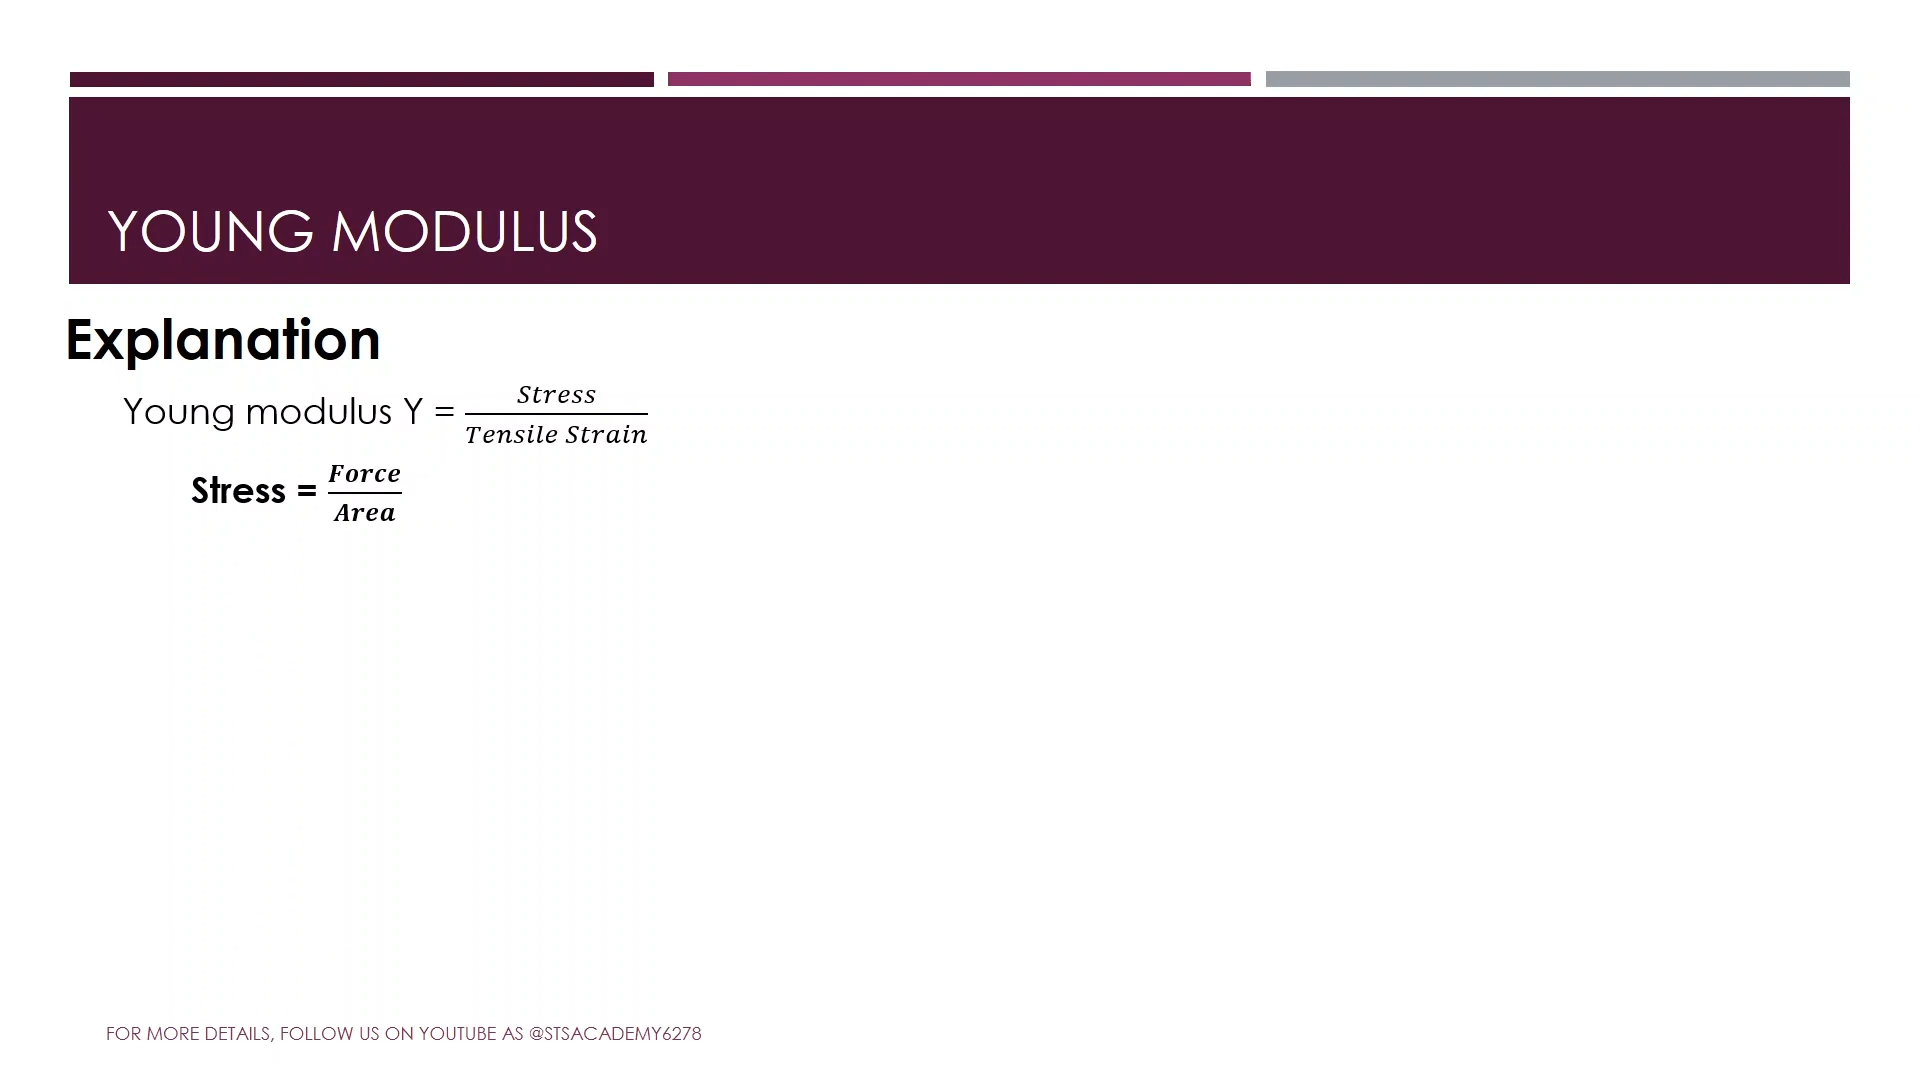 YOUNG MODULUS
Explanation
Young modulus Y = Stress / Tensile Strain
Stress = Force / Area
FOR MORE DETAILS, FOLLOW US ON YOUTUBE AS @STSACADEMY6278